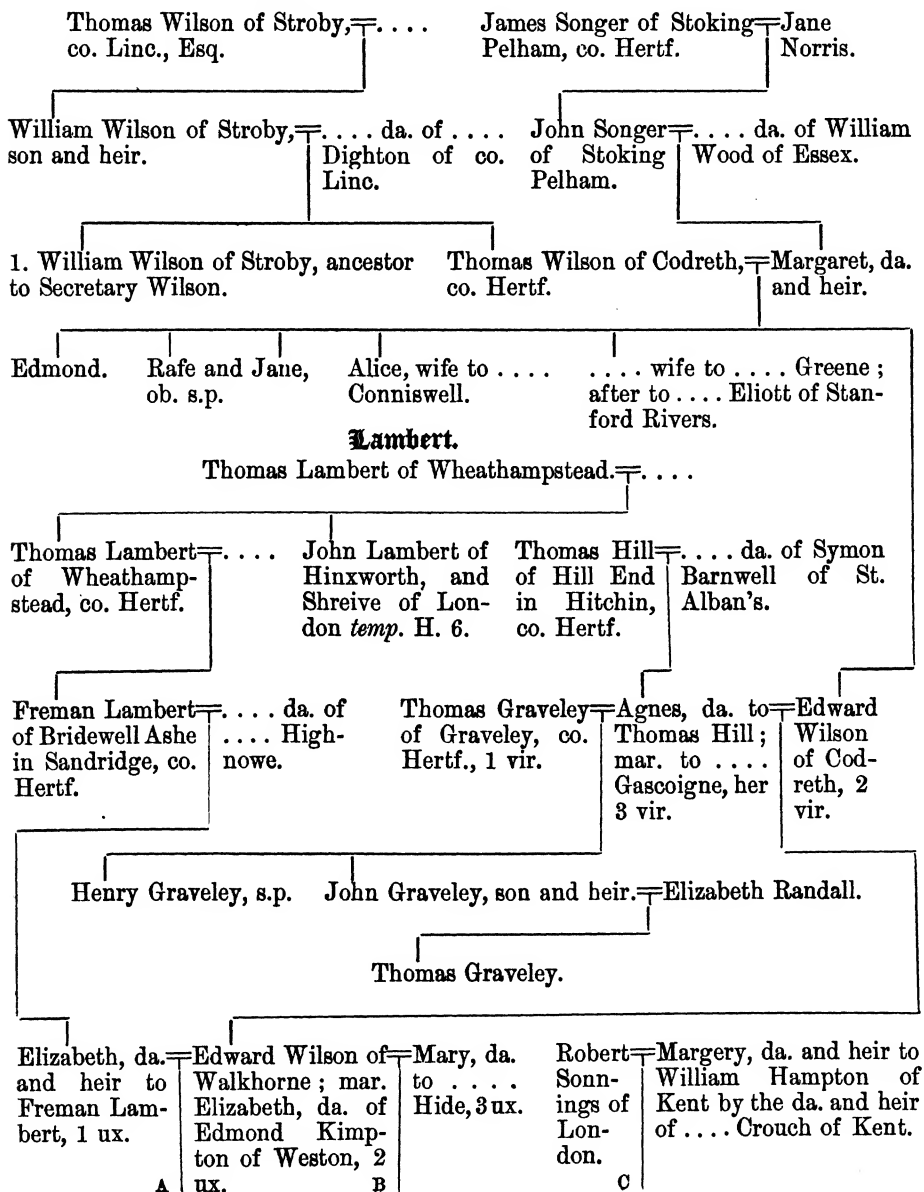 Thomas Wilson of Stroby,=. . . .
co. Linc., Esq.
James Songer of Stoking=Jane
Pelham, co. Hertf. Norris.
William Wilson of Stroby,=. . . . da. of . . . .
son and heir. Dighton of co.
Linc.
John Songer=. . . . da. of William
of Stoking Wood of Essex.
Pelham.
1. William Wilson of Stroby, ancestor
to Secretary Wilson.
Thomas Wilson of Codreth,=Margaret, da.
co. Hertf. and heir.
Edmond.
Rafe and Jane,
ob. s.p.
Alice, wife to . . . .
Conniswell.
. . . . wife to . . . . Greene ;
after to . . . . Eliott of Stan-
ford Rivers.
Lambert.
Thomas Lambert of Wheathampstead.=. . . .
Thomas Lambert=. . . .
of Wheathamp-
stead, co. Hertf.
John Lambert of
Hinxworth, and
Shreive of Lon-
don temp. H. 6.
Thomas Hill=. . . . da. of Symon
of Hill End Barnwell of St.
in Hitchin, Alban's.
co. Hertf.
Freman Lambert=. . . . da. of
of Bridewell Ashe . . . . High-
in Sandridge, co. nowe.
Hertf.
Thomas Graveley=Agnes, da. to=Edward
of Graveley, co. Thomas Hill ; Wilson
Hertf., 1 vir. mar. to . . . . of Cod-
Gascoigne, her reth, 2
3 vir. vir.
Henry Graveley, s.p. John Graveley, son and heir.=Elizabeth Randall.
Thomas Graveley.
Elizabeth, da.=Edward Wilson of=Mary, da.
and heir to Walkhorne ; mar. to . . . .
Freman Lam- Elizabeth, da. of Hide, 3 ux.
bert, 1 ux. Edmond Kimp-
ton of Weston, 2
A ux. B
Robert=Margery, da. and heir to
Sonn- William Hampton of
ings of Kent by the da. and heir
Lon- of . . . . Crouch of Kent.
don.
C